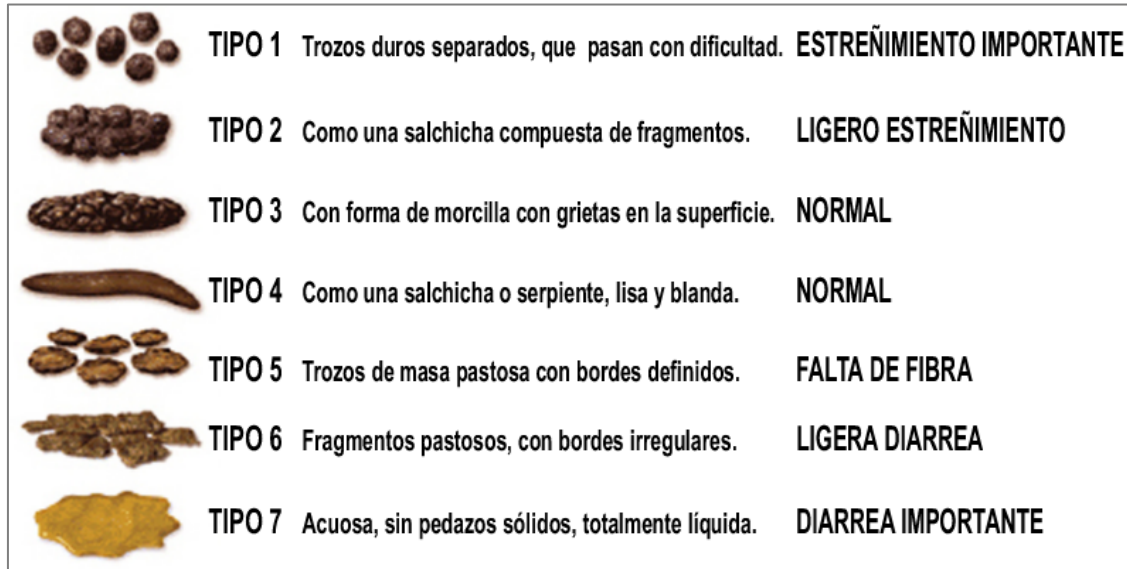 TIPO 1 Trozos duros separados, que pasan con dificultad. ESTREÑIMIENTO IMPORTANTE
TIPO 2 Como una salchicha compuesta de fragmentos. LIGERO ESTREÑIMIENTO
TIPO 3 Con forma de morcilla con grietas en la superficie. NORMAL
TIPO 4 Como una salchicha o serpiente, lisa y blanda. NORMAL
TIPO 5 Trozos de masa pastosa con bordes definidos. FALTA DE FIBRA
TIPO 6 Fragmentos pastosos, con bordes irregulares. LIGERA DIARREA
TIPO 7 Acuosa, sin pedazos sólidos, totalmente líquida. DIARREA IMPORTANTE